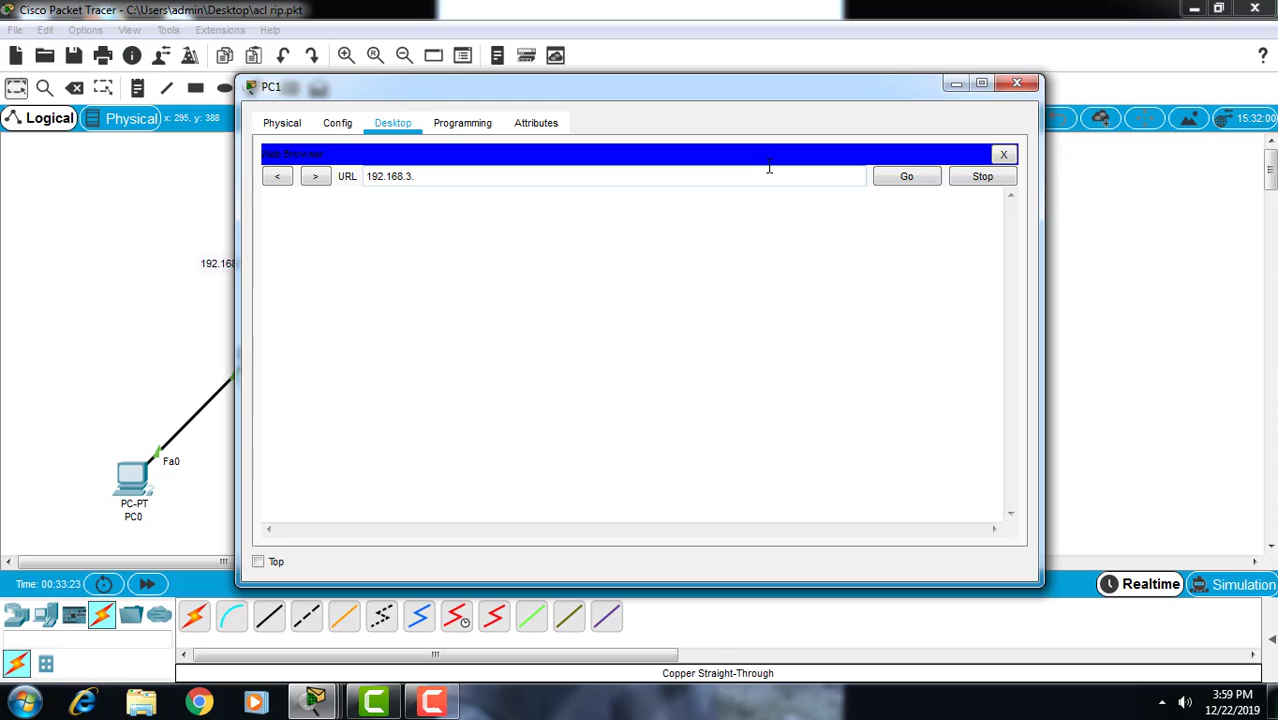 Cisco Packet Tracer - C:\Users\admin\Desktop\acl rip.pkt
File Edit Options View Tools Extensions Help
?
Logical Physical x: 295, y: 388 15:32:00
PC1
Physical Config Desktop Programming Attributes
Web Browser X
< > URL 192.168.3. Go Stop
192.168
Fa0
PC-PT
PC0
Top
Time: 00:33:23 Realtime Simulation
Copper Straight-Through
3:59 PM
12/22/2019